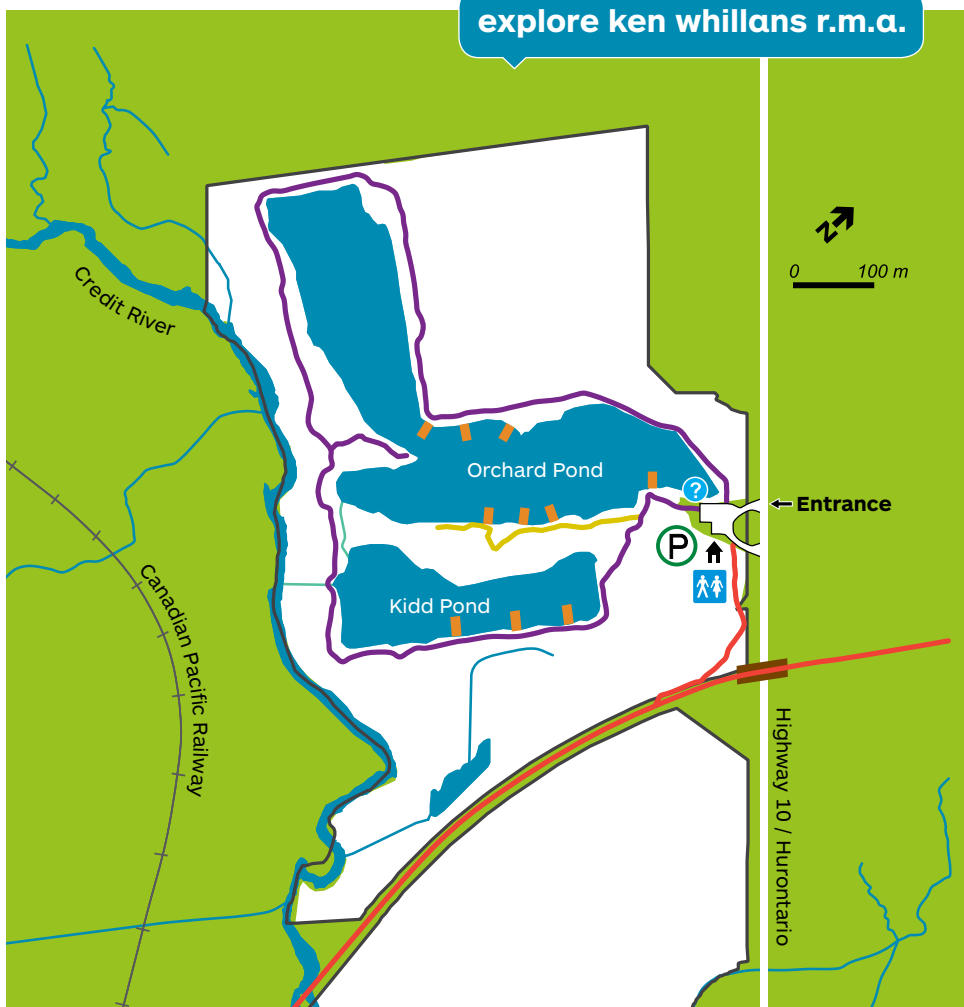 explore ken whillans r.m.a.
Credit River
N
0 100 m
Orchard Pond
?
Entrance
P
Kidd Pond
Canadian Pacific Railway
Highway 10 / Hurontario